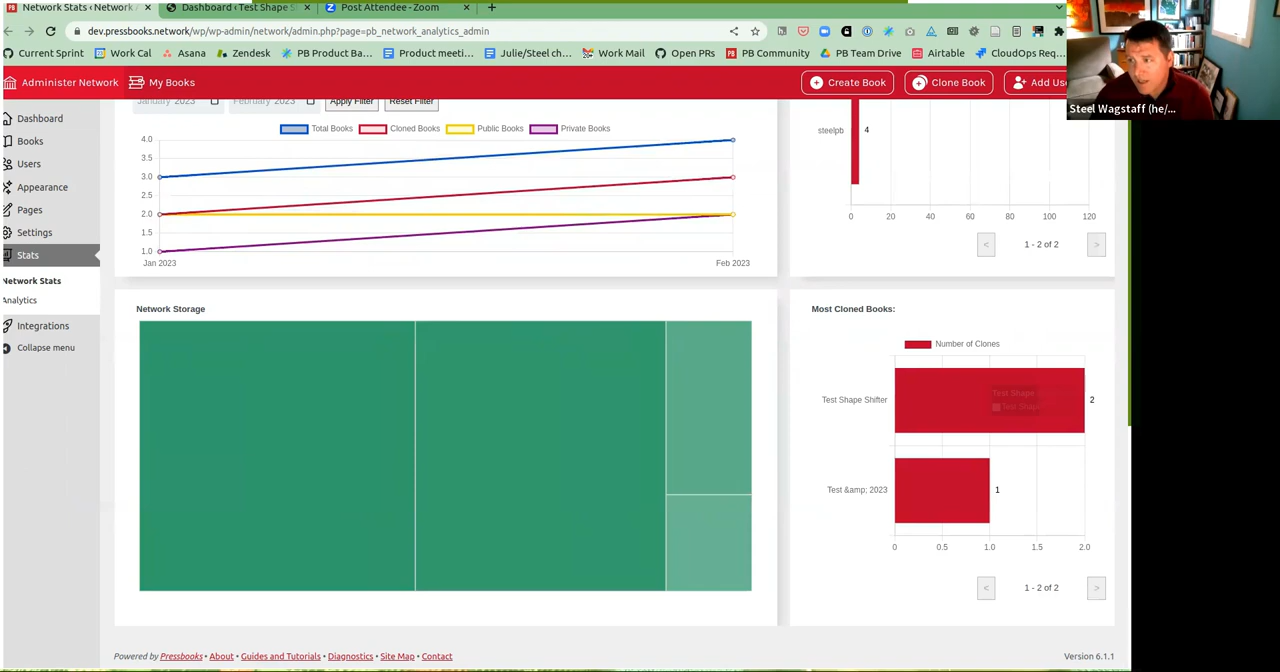 Network Stats ‹ Network A
Dashboard ‹ Test Shape S
Post Attendee - Zoom
dev.pressbooks.network/wp/wp-admin/network/admin.php?page=pb_network_analytics_admin
Current Sprint
Work Cal
Asana
Zendesk
PB Product Ba...
Product meeti...
Julie/Steel ch...
Work Mail
Open PRs
PB Community
PB Team Drive
Airtable
CloudOps Req...
Administer Network
My Books
Create Book
Clone Book
Add Use
Steel Wagstaff (he/...
Dashboard
Books
Users
Appearance
Pages
Settings
Stats
Network Stats
Analytics
Integrations
Collapse menu
January 2023
February 2023
Apply Filter
Reset Filter
Total Books
Cloned Books
Public Books
Private Books
4.0
3.5
3.0
2.5
2.0
1.5
1.0
Jan 2023
Feb 2023
steelpb
4
0
20
40
60
80
100
120
<
1 - 2 of 2
>
Network Storage
Most Cloned Books:
Number of Clones
Test Shape Shifter
2
Test Shape
Test &amp; 2023
1
0
0.5
1.0
1.5
2.0
<
1 - 2 of 2
>
Powered by Pressbooks • About • Guides and Tutorials • Diagnostics • Site Map • Contact
Version 6.1.1